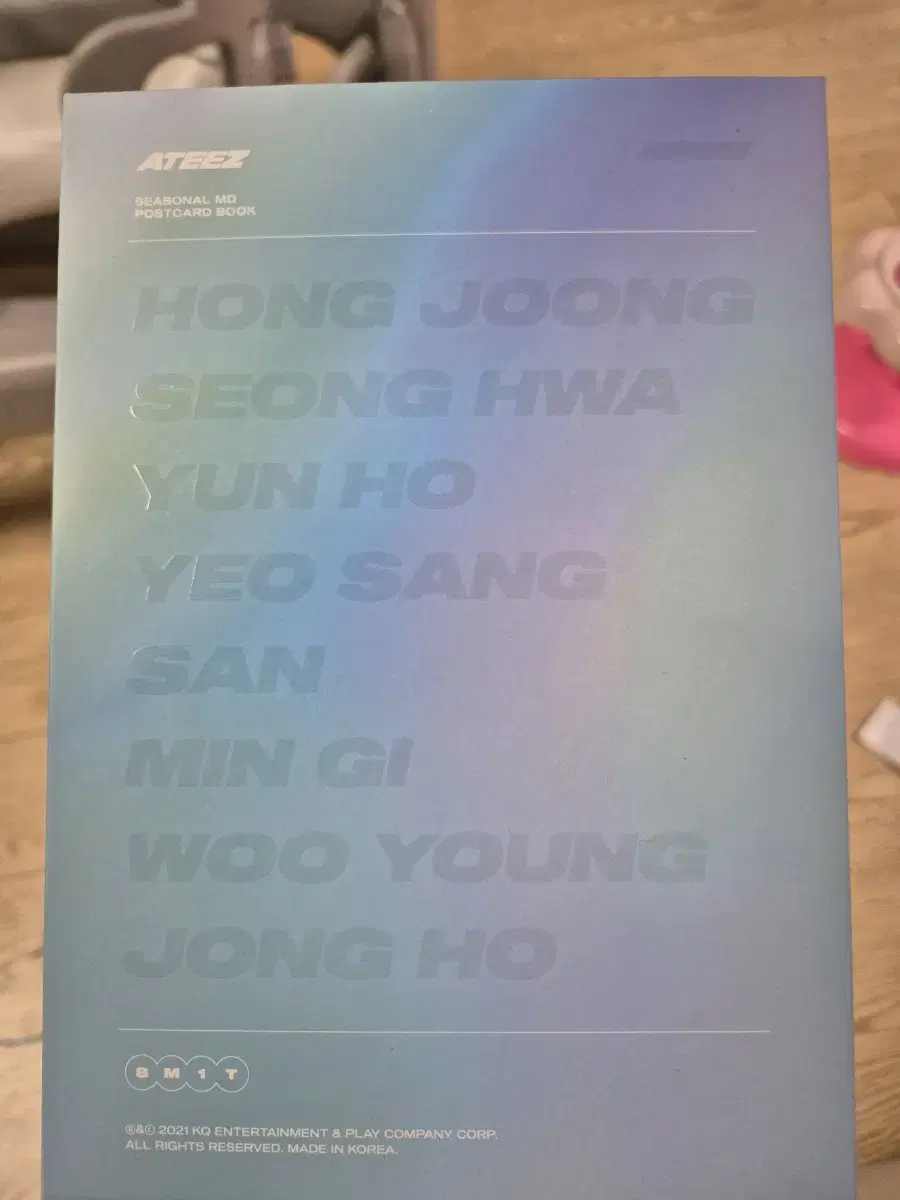 ATEEZ
SEASONAL MD
POSTCARD BOOK
HONG JOONG
SEONG HWA
YUN HO
YEO SANG
SAN
MIN GI
WOO YOUNG
JONG HO
8 M 1 T
℗&© 2021 KQ ENTERTAINMENT & PLAY COMPANY CORP.
ALL RIGHTS RESERVED. MADE IN KOREA.